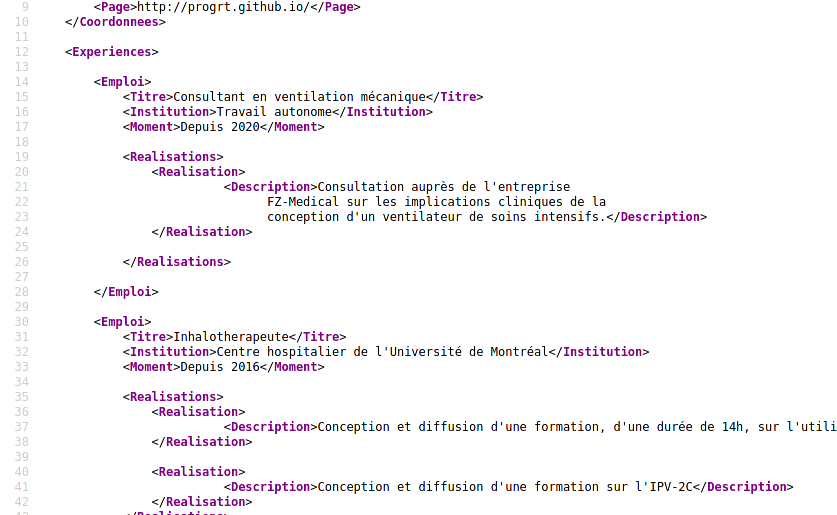 9 <Page>http://progrt.github.io/</Page>
10 </Coordonnees>
11
12 <Experiences>
13
14 <Emploi>
15 <Titre>Consultant en ventilation mécanique</Titre>
16 <Institution>Travail autonome</Institution>
17 <Moment>Depuis 2020</Moment>
18
19 <Realisations>
20 <Realisation>
21 <Description>Consultation auprès de l'entreprise
22 FZ-Medical sur les implications cliniques de la
23 conception d'un ventilateur de soins intensifs.</Description>
24 </Realisation>
25
26 </Realisations>
27
28 </Emploi>
29
30 <Emploi>
31 <Titre>Inhalotherapeute</Titre>
32 <Institution>Centre hospitalier de l'Université de Montréal</Institution>
33 <Moment>Depuis 2016</Moment>
34
35 <Realisations>
36 <Realisation>
37 <Description>Conception et diffusion d'une formation, d'une durée de 14h, sur l'utili
38 </Realisation>
39
40 <Realisation>
41 <Description>Conception et diffusion d'une formation sur l'IPV-2C</Description>
42 </Realisation>